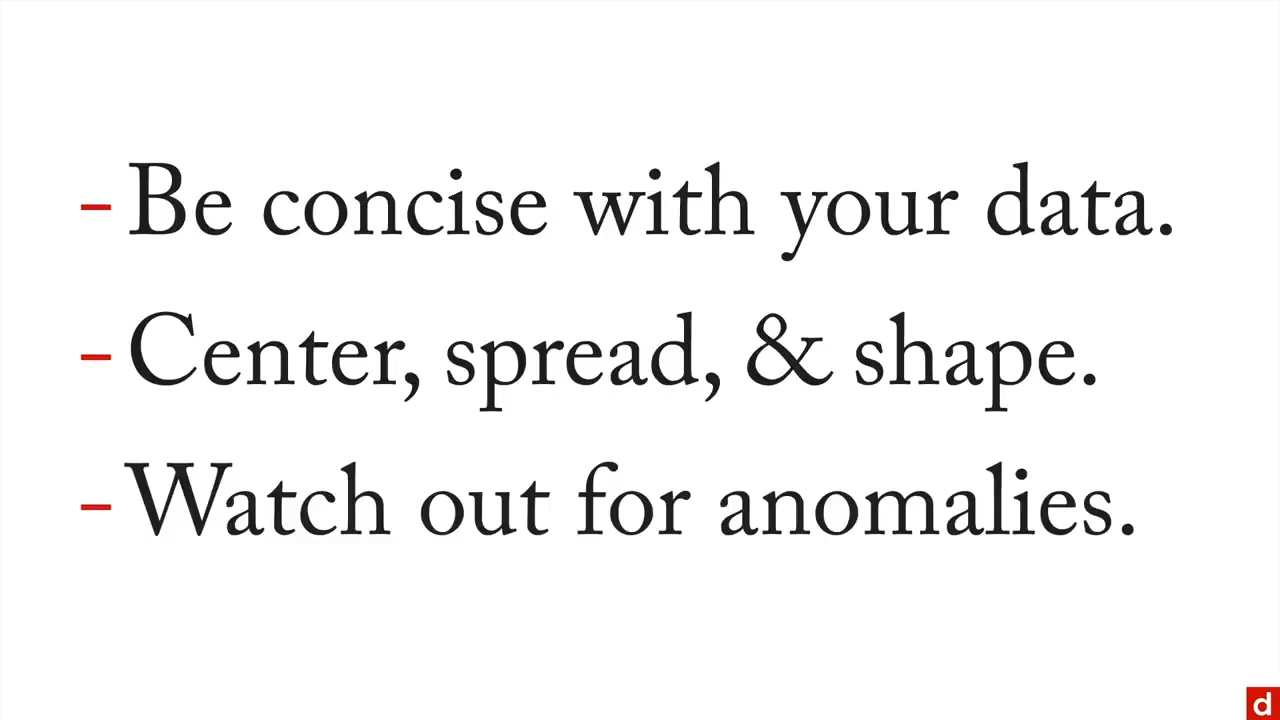 - Be concise with your data.
- Center, spread, & shape.
- Watch out for anomalies.
d